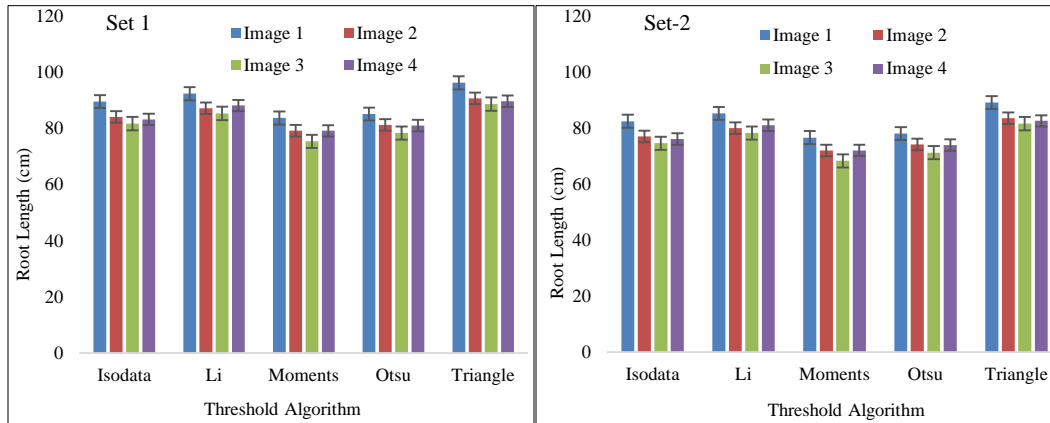 Set 1
Image 1 Image 2
Image 3 Image 4
120
100
80
60
40
20
0
Root Length (cm)
Isodata Li Moments Otsu Triangle
Threshold Algorithm
Set-2
Image 1 Image 2
Image 3 Image 4
120
100
80
60
40
20
0
Root Length (cm)
Isodata Li Moments Otsu Triangle
Threshold Algorithm